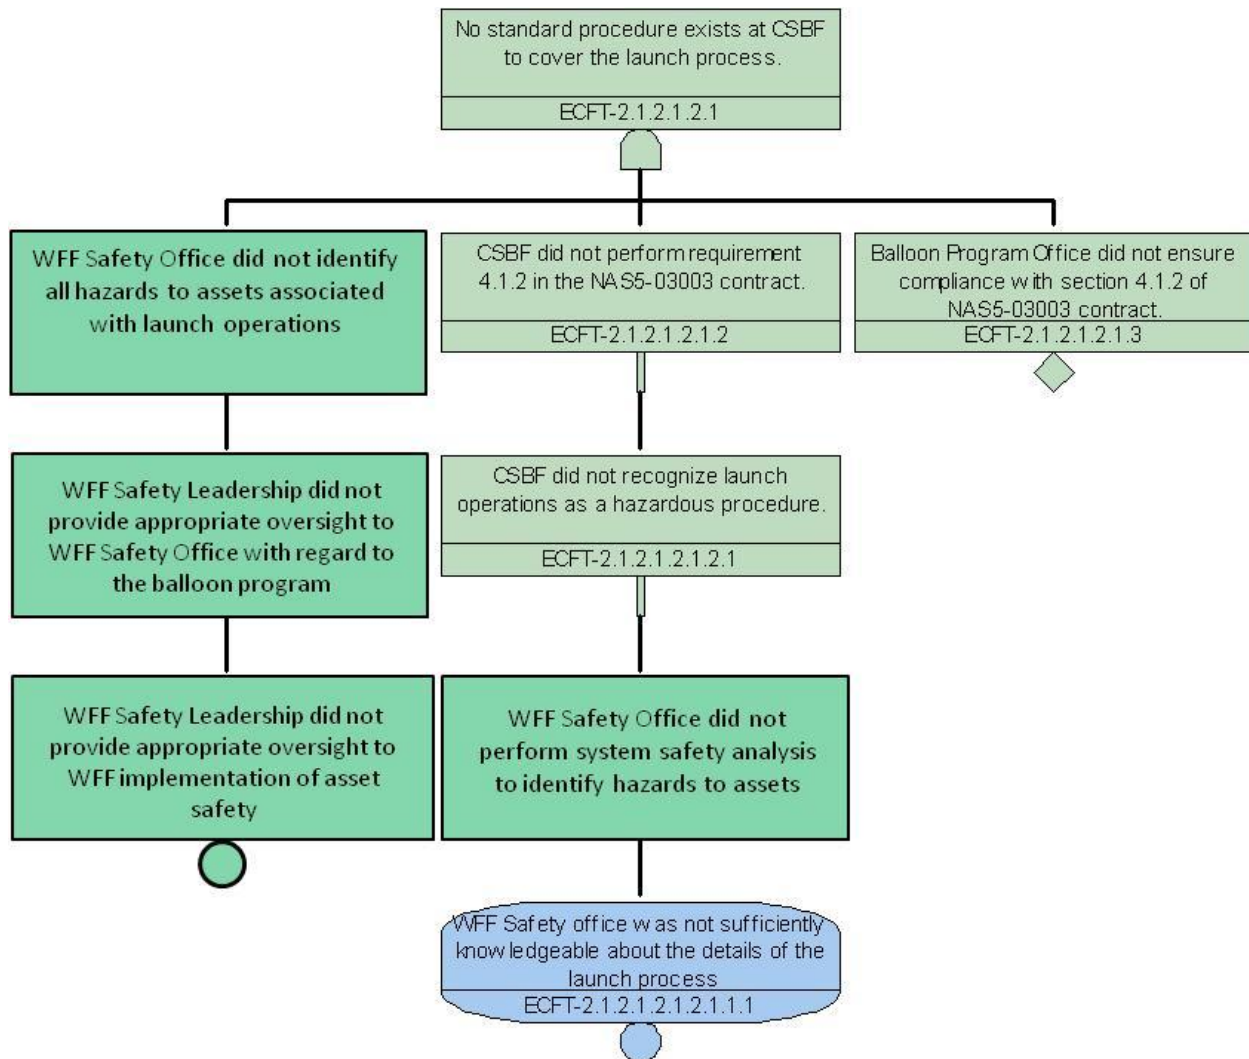 No standard procedure exists at CSBF
to cover the launch process.
ECFT-2.1.2.1.2.1
WFF Safety Office did not identify
all hazards to assets associated
with launch operations
CSBF did not perform requirement
4.1.2 in the NAS5-03003 contract.
ECFT-2.1.2.1.2.1.2
Balloon Program Office did not ensure
compliance with section 4.1.2 of
NAS5-03003 contract.
ECFT-2.1.2.1.2.1.3
WFF Safety Leadership did not
provide appropriate oversight to
WFF Safety Office with regard to
the balloon program
CSBF did not recognize launch
operations as a hazardous procedure.
ECFT-2.1.2.1.2.1.2.1
WFF Safety Leadership did not
provide appropriate oversight to
WFF implementation of asset
safety
WFF Safety Office did not
perform system safety analysis
to identify hazards to assets
WFF Safety office was not sufficiently
knowledgeable about the details of the
launch process
ECFT-2.1.2.1.2.1.2.1.1.1